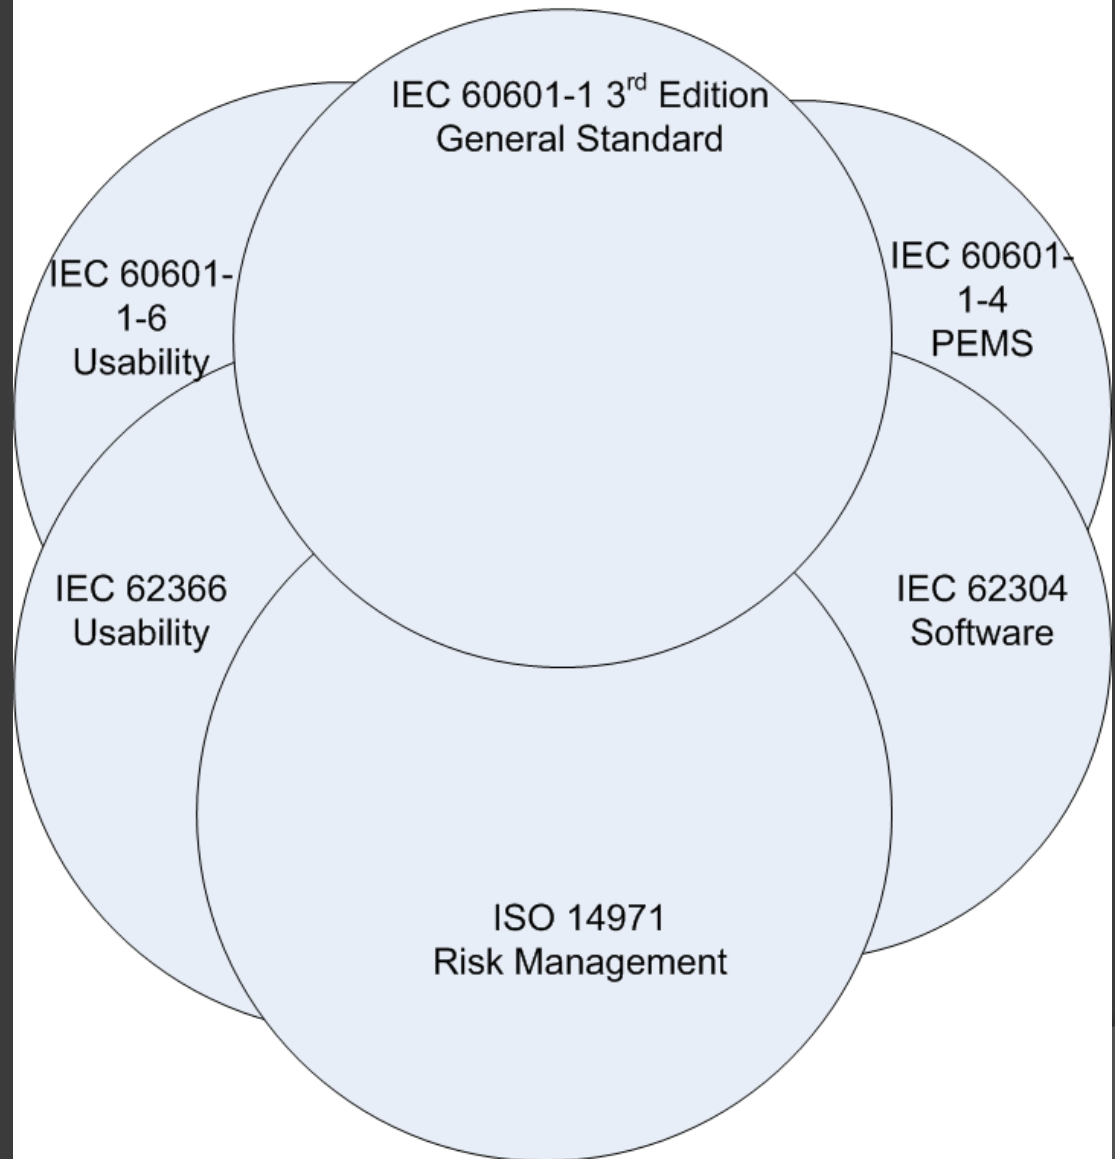 IEC 60601-1 3rd Edition
General Standard
IEC 60601-
1-6
Usability
IEC 60601-
1-4
PEMS
IEC 62366
Usability
IEC 62304
Software
ISO 14971
Risk Management